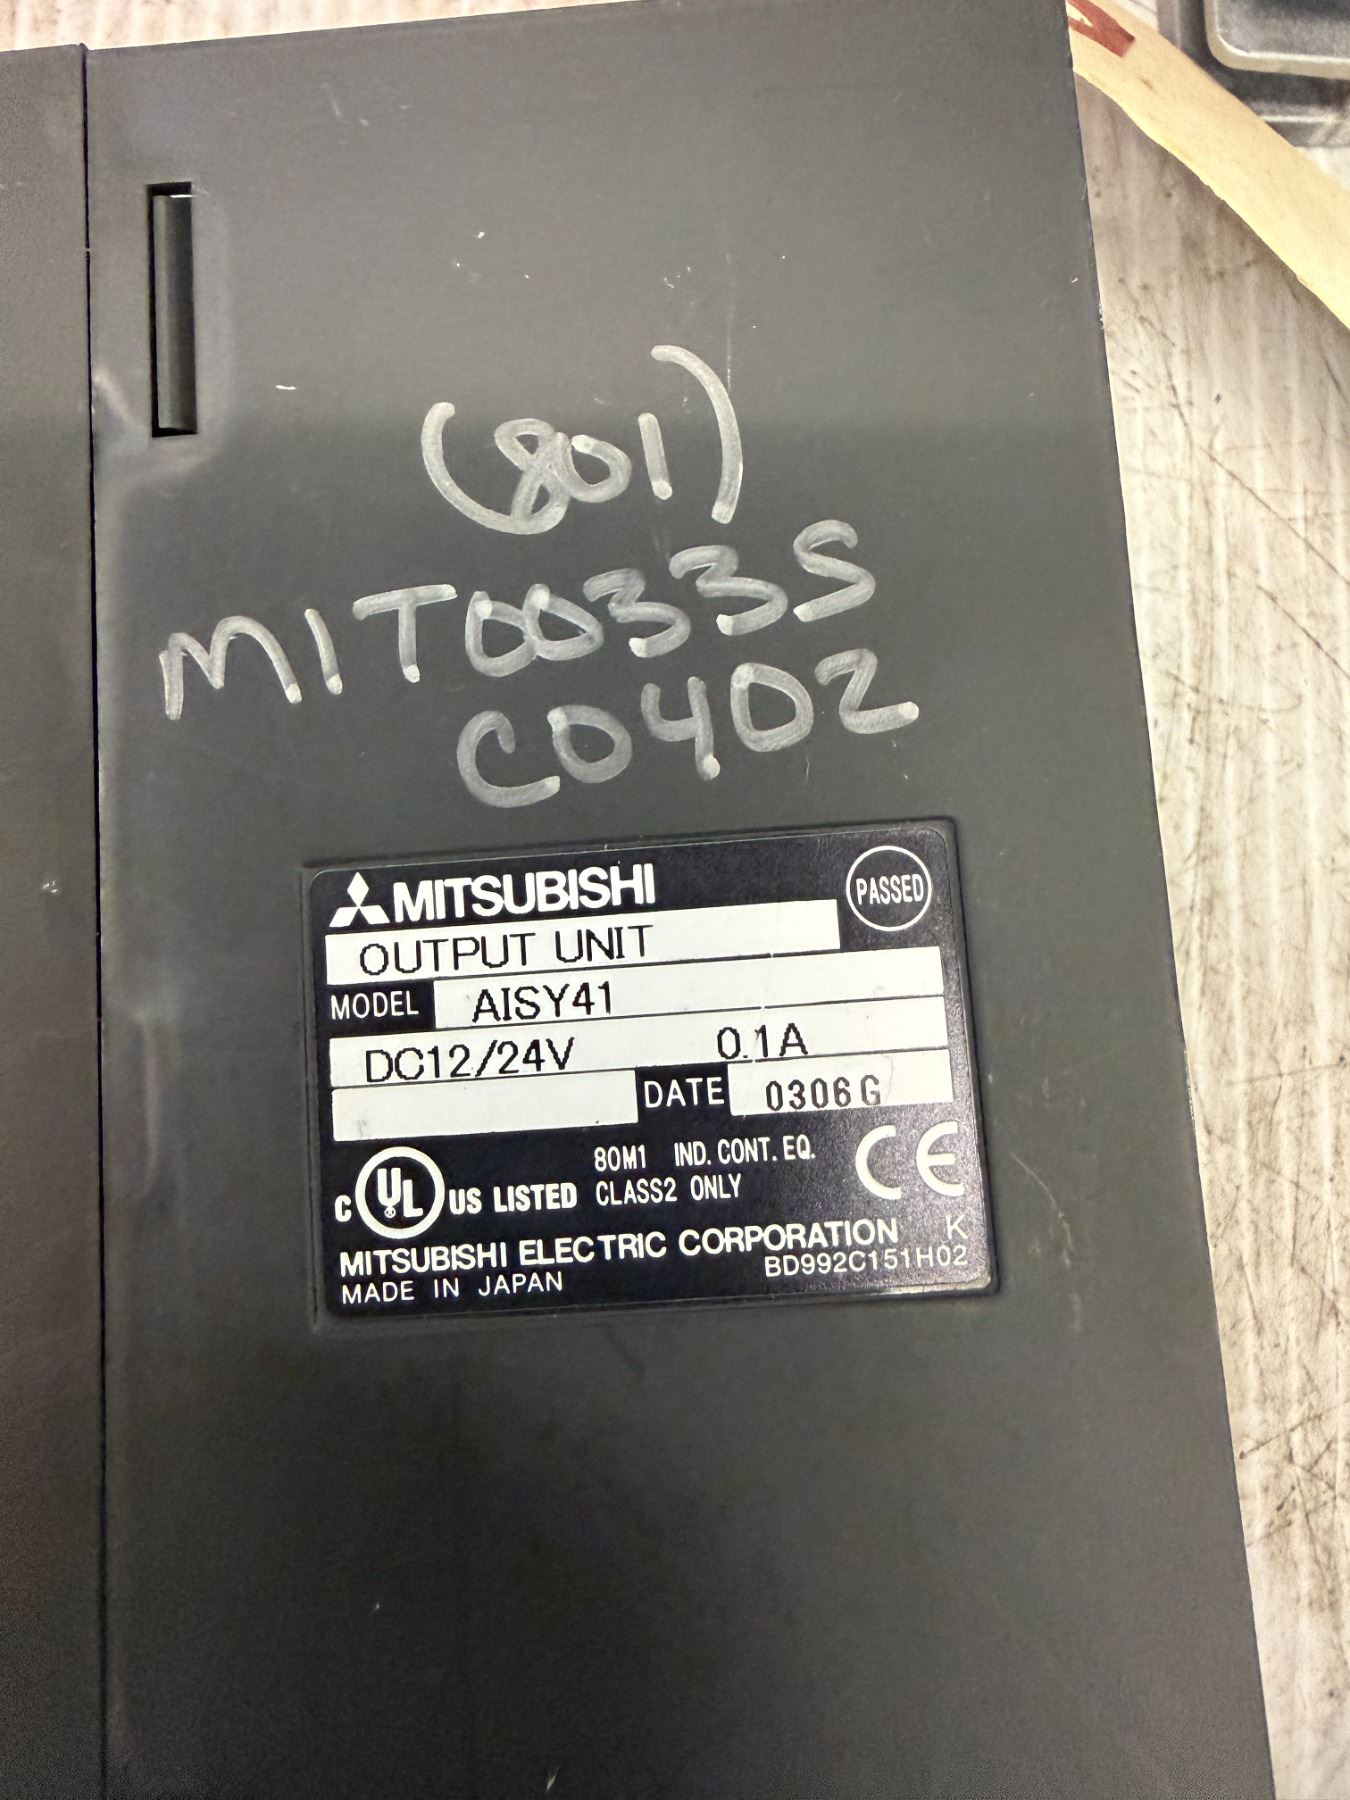 (801)
MIT0033S
C0402
MITSUBISHI
PASSED
OUTPUT UNIT
MODEL AISY41
DC12/24V 0.1A
DATE 0306G
C UL US LISTED 80M1 IND. CONT. EQ.
CLASS2 ONLY
CE
MITSUBISHI ELECTRIC CORPORATION K
MADE IN JAPAN BD992C151H02